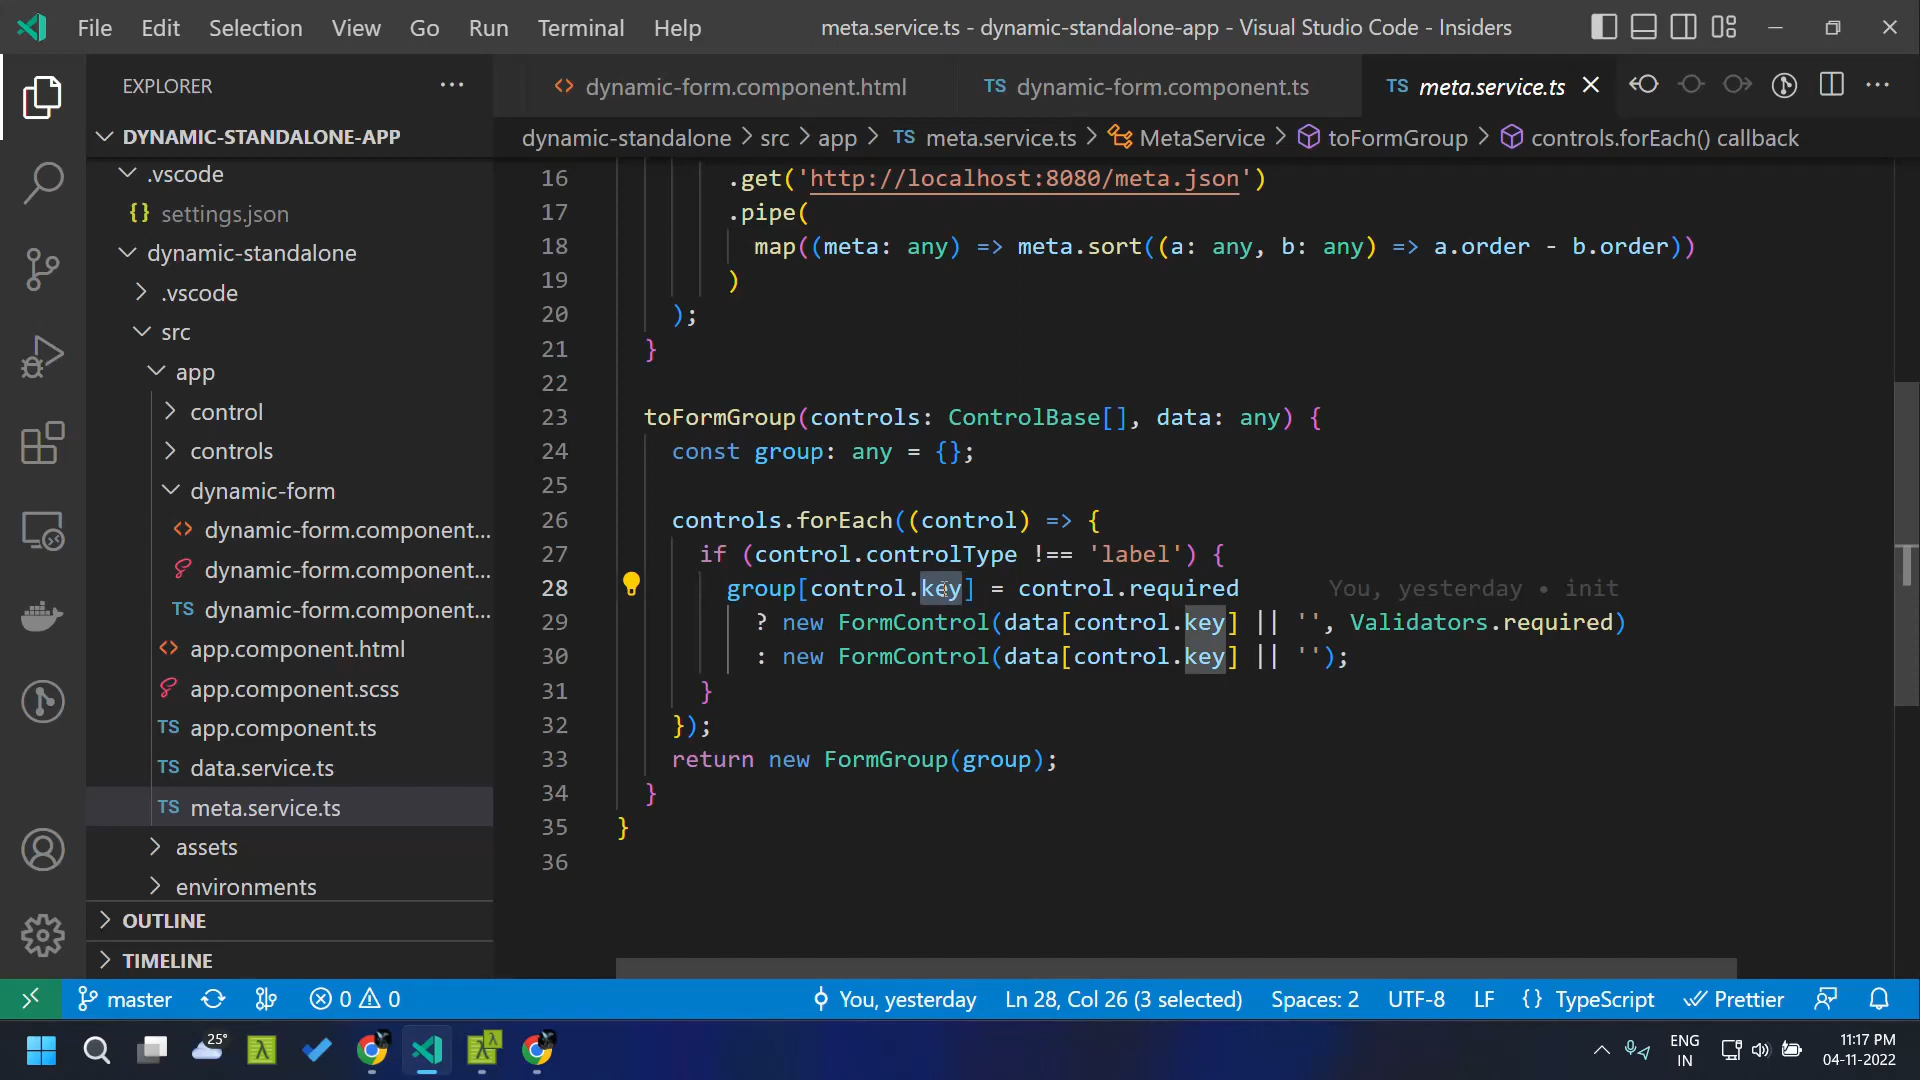 File Edit Selection View Go Run Terminal Help
meta.service.ts - dynamic-standalone-app - Visual Studio Code - Insiders
EXPLORER
dynamic-form.component.html
TS dynamic-form.component.ts
TS meta.service.ts
DYNAMIC-STANDALONE-APP
dynamic-standalone > src > app > TS meta.service.ts > MetaService > toFormGroup > controls.forEach() callback
.vscode
{} settings.json
dynamic-standalone
.vscode
src
app
control
controls
dynamic-form
dynamic-form.component...
dynamic-form.component...
TS dynamic-form.component...
app.component.html
app.component.scss
TS app.component.ts
TS data.service.ts
TS meta.service.ts
assets
environments
OUTLINE
TIMELINE
16 .get('http://localhost:8080/meta.json')
17 .pipe(
18 map((meta: any) => meta.sort((a: any, b: any) => a.order - b.order))
19 )
20 );
21 }
22
23 toFormGroup(controls: ControlBase[], data: any) {
24 const group: any = {};
25
26 controls.forEach((control) => {
27 if (control.controlType !== 'label') {
28 group[control.key] = control.required You, yesterday • init
29 ? new FormControl(data[control.key] || '', Validators.required)
30 : new FormControl(data[control.key] || '');
31 }
32 });
33 return new FormGroup(group);
34 }
35 }
36
master 0 0 You, yesterday Ln 28, Col 26 (3 selected) Spaces: 2 UTF-8 LF {} TypeScript Prettier
25°
ENG
IN
11:17 PM
04-11-2022